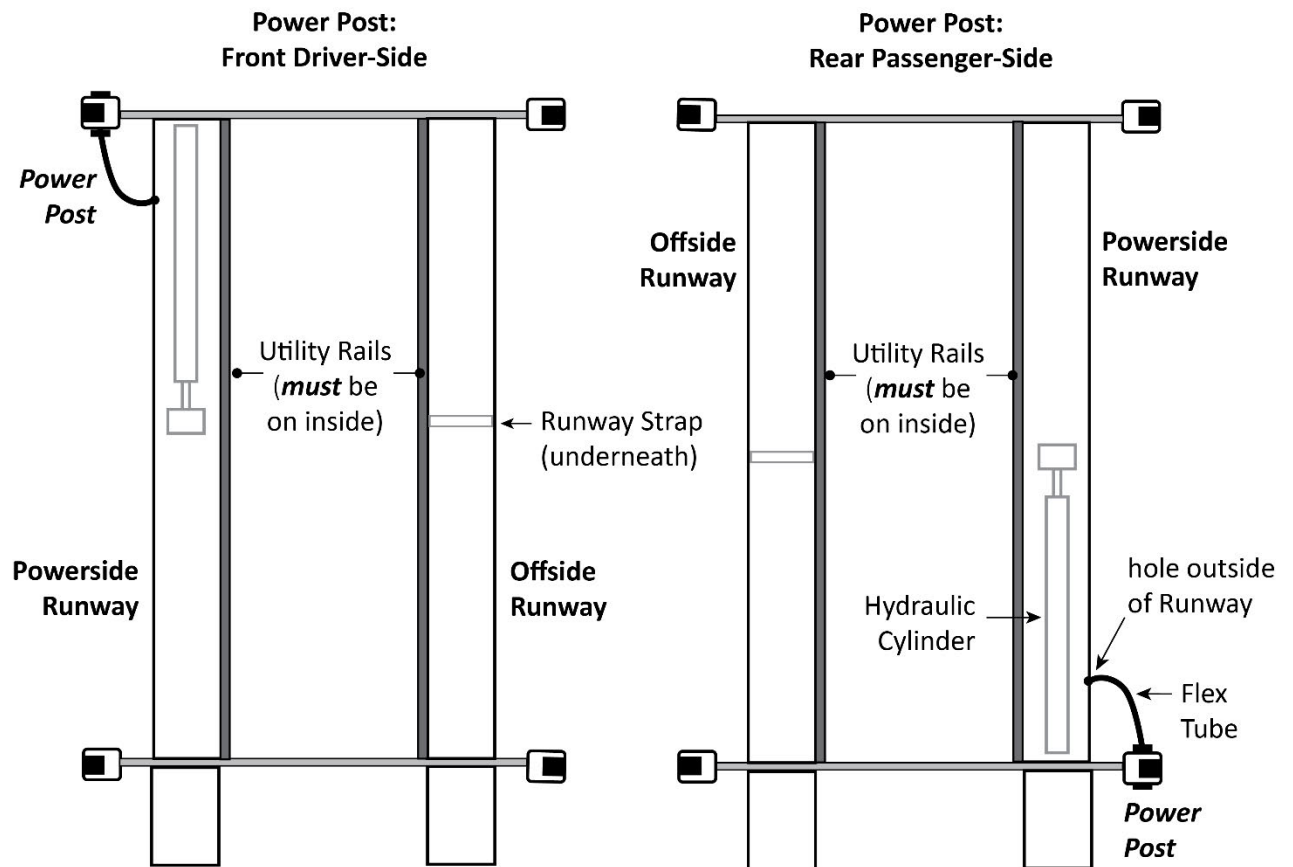 Power Post:
Front Driver-Side
Power
Post
Utility Rails
(must be
on inside)
Runway Strap
(underneath)
Powerside
Runway
Offside
Runway
Power Post:
Rear Passenger-Side
Offside
Runway
Powerside
Runway
Utility Rails
(must be
on inside)
Hydraulic
Cylinder
hole outside
of Runway
Flex
Tube
Power
Post